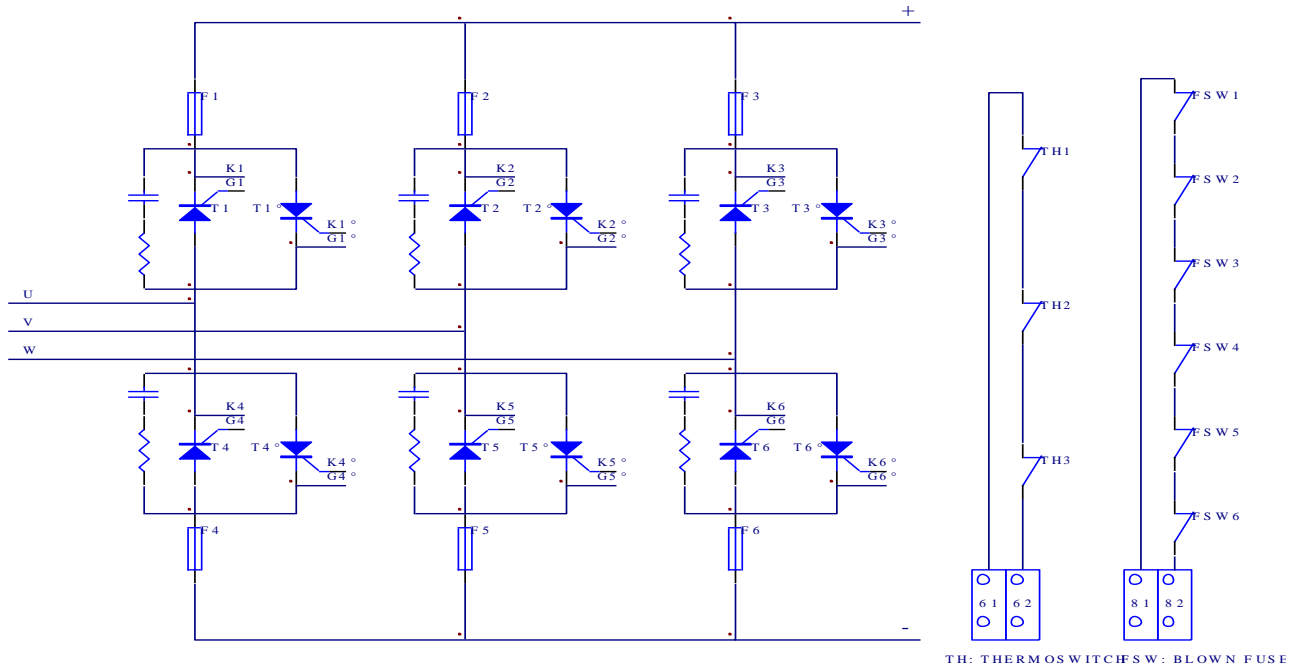 +
F1 F2 F3 FSW1
K1 K2 K3 TH1
G1 G2 G3 FSW2
T1 T1° T2 T2° T3 T3°
K1° K2° K3°
G1° G2° G3°
FSW3
U
TH2
V
FSW4
W
K4 K5 K6
G4 G5 G6
FSW5
T4 T4° T5 T5° T6 T6°
K4° K5° K6° TH3
G4° G5° G6°
FSW6
F4 F5 F6
61 62 81 82
-
TH: THERMOSWITCH FSW: BLOWN FUSE